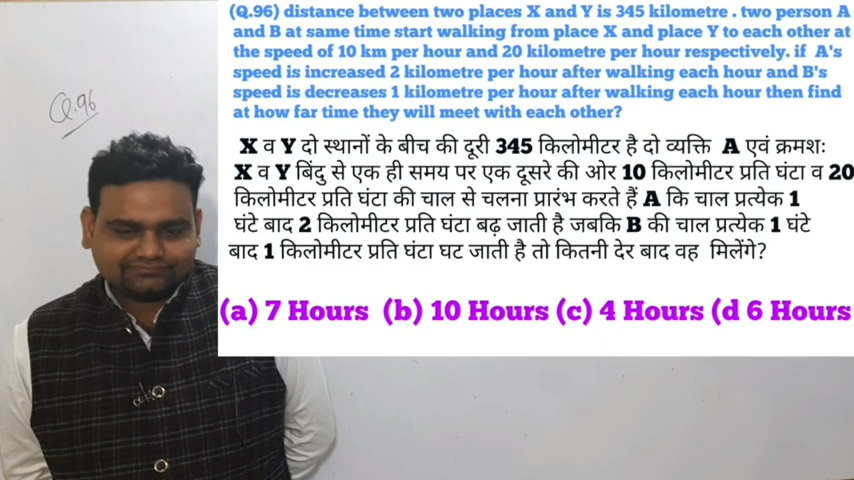 (Q.96) distance between two places X and Y is 345 kilometre . two person A
and B at same time start walking from place X and place Y to each other at
the speed of 10 km per hour and 20 kilometre per hour respectively. if A's
speed is increased 2 kilometre per hour after walking each hour and B's
speed is decreases 1 kilometre per hour after walking each hour then find
at how far time they will meet with each other?
Q.96
X व Y दो स्थानों के बीच की दूरी 345 किलोमीटर है दो व्यक्ति A एवं क्रमशः
X व Y बिंदु से एक ही समय पर एक दूसरे की ओर 10 किलोमीटर प्रति घंटा व 20
किलोमीटर प्रति घंटा की चाल से चलना प्रारंभ करते हैं A कि चाल प्रत्येक 1
घंटे बाद 2 किलोमीटर प्रति घंटा बढ़ जाती है जबकि B की चाल प्रत्येक 1 घंटे
बाद 1 किलोमीटर प्रति घंटा घट जाती है तो कितनी देर बाद वह मिलेंगे?
(a) 7 Hours (b) 10 Hours (c) 4 Hours (d 6 Hours